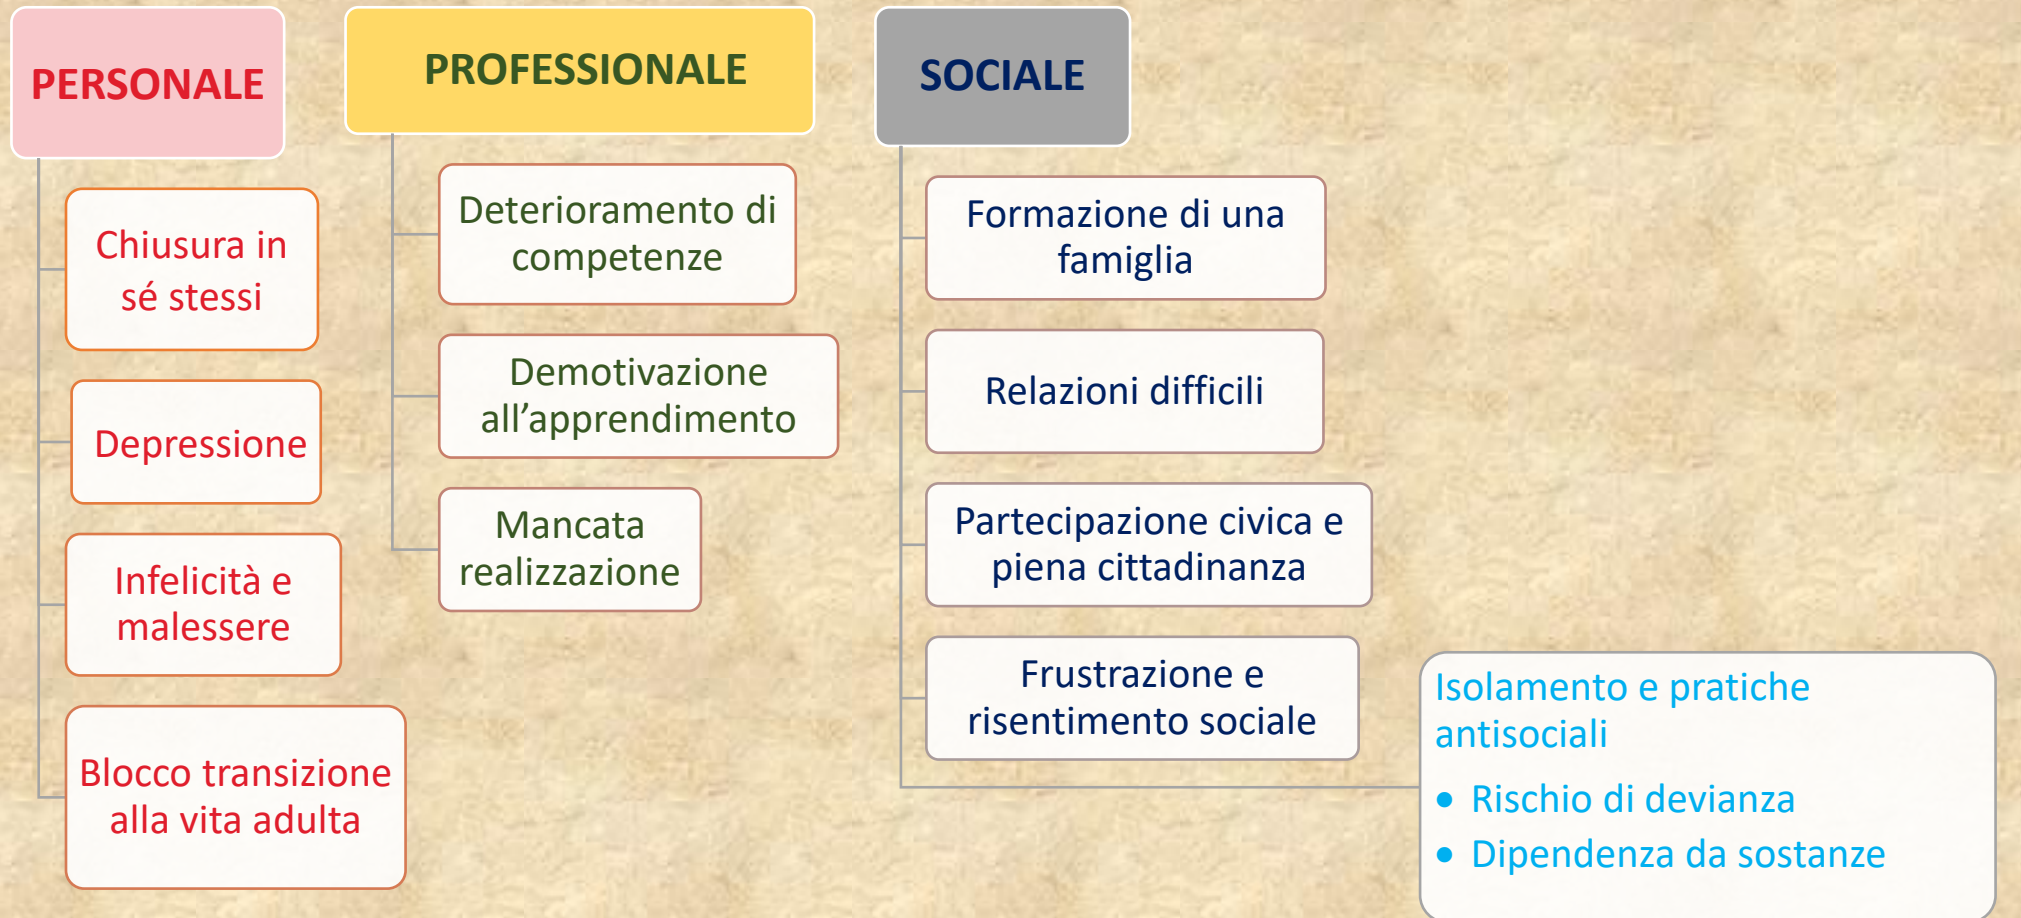 PERSONALE
Chiusura in
sé stessi
Depressione
Infelicità e
malessere
Blocco transizione
alla vita adulta
PROFESSIONALE
Deterioramento di
competenze
Demotivazione
all’apprendimento
Mancata
realizzazione
SOCIALE
Formazione di una
famiglia
Relazioni difficili
Partecipazione civica e
piena cittadinanza
Frustrazione e
risentimento sociale
Isolamento e pratiche
antisociali
• Rischio di devianza
• Dipendenza da sostanze